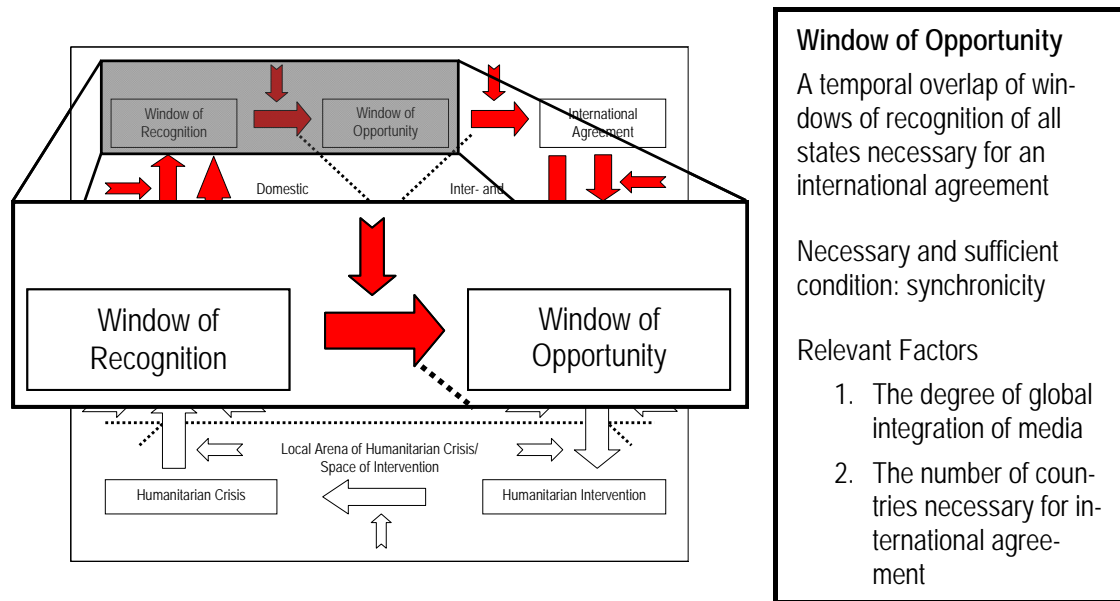 Window of
Recognition
Window of
Opportunity
International
Agreement
Domestic
Inter- and
Window of
Recognition
Window of
Opportunity
Local Arena of Humanitarian Crisis/
Space of Intervention
Humanitarian Crisis
Humanitarian Intervention
Window of Opportunity
A temporal overlap of win-
dows of recognition of all
states necessary for an
international agreement
Necessary and sufficient
condition: synchronicity
Relevant Factors
1. The degree of global
integration of media
2. The number of coun-
tries necessary for in-
ternational agree-
ment